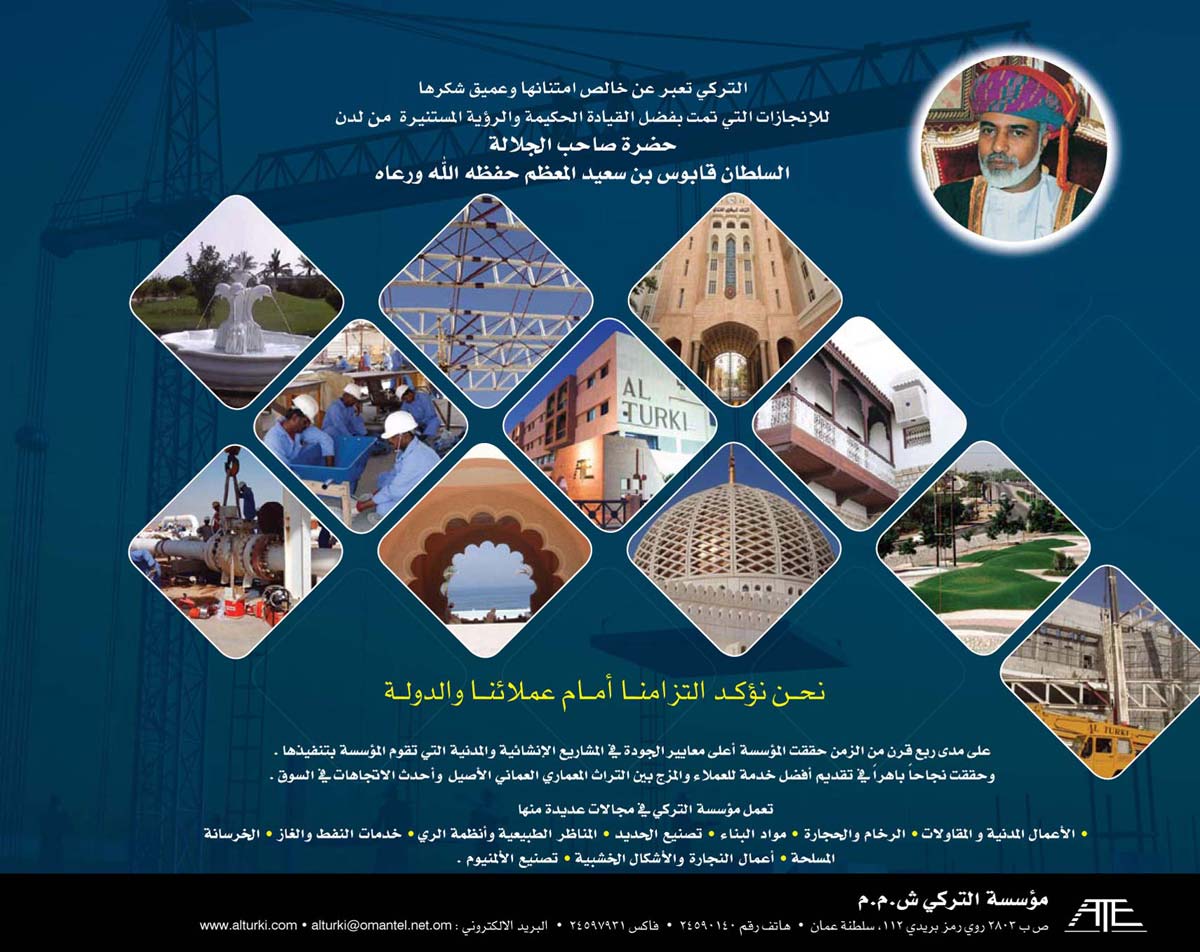 التركي تعبر عن خالص امتنانها وعميق شكرها
للإنجازات التي تمت بفضل القيادة الحكيمة والرؤية المستنيرة من لدن
حضرة صاحب الجلالة
السلطان قابوس بن سعيد المعظم حفظه الله ورعاه
AL
TURKI
ATE
AL TURKI
نحن نؤكد التزامنا أمام عملائنا والدولة
على مدى ربع قرن من الزمن حققت المؤسسة أعلى معايير الجودة في المشاريع الإنشائية والمدنية التي تقوم المؤسسة بتنفيذها .
وحققت نجاحاً باهراً في تقديم أفضل خدمة للعملاء والمزج بين التراث المعماري العماني الأصيل وأحدث الاتجاهات في السوق .
تعمل مؤسسة التركي في مجالات عديدة منها
• الأعمال المدنية و المقاولات • الرخام والحجارة • مواد البناء • تصنيع الحديد • المناظر الطبيعية وأنظمة الري • خدمات النفط والغاز • الخرسانة
المسلحة • أعمال النجارة والأشكال الخشبية • تصنيع الألمنيوم .
ATE
مؤسسة التركي ش.م.م
ص ب ٢٨٠٣ روي رمز بريدي ١١٢، سلطنة عمان • هاتف رقم ٢٤٥٩٠١٤٠ • فاكس ٢٤٥٩٧٩٣١ • البريد الالكتروني : www.alturki.com • alturki@omantel.net.om